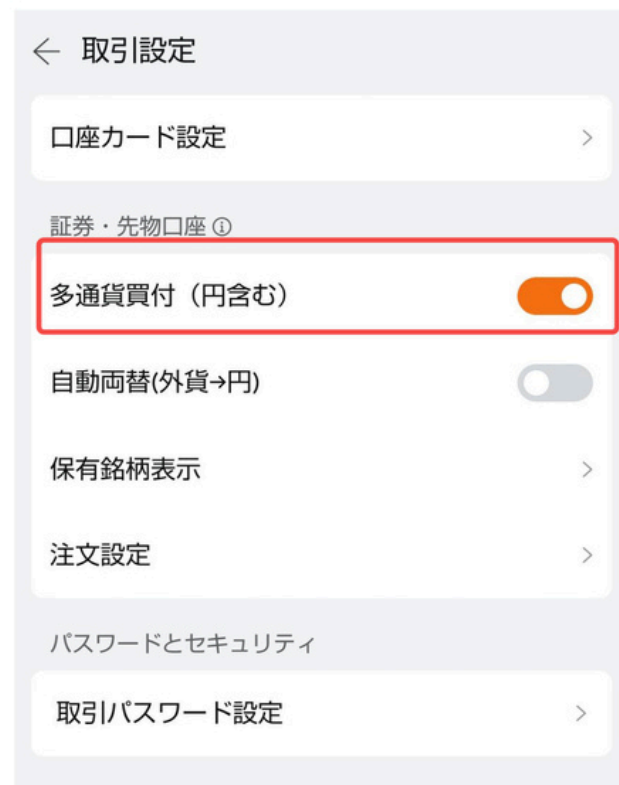 取引設定
口座カード設定
証券・先物口座
多通貨買付（円含む）
自動両替(外貨→円)
保有銘柄表示
注文設定
パスワードとセキュリティ
取引パスワード設定